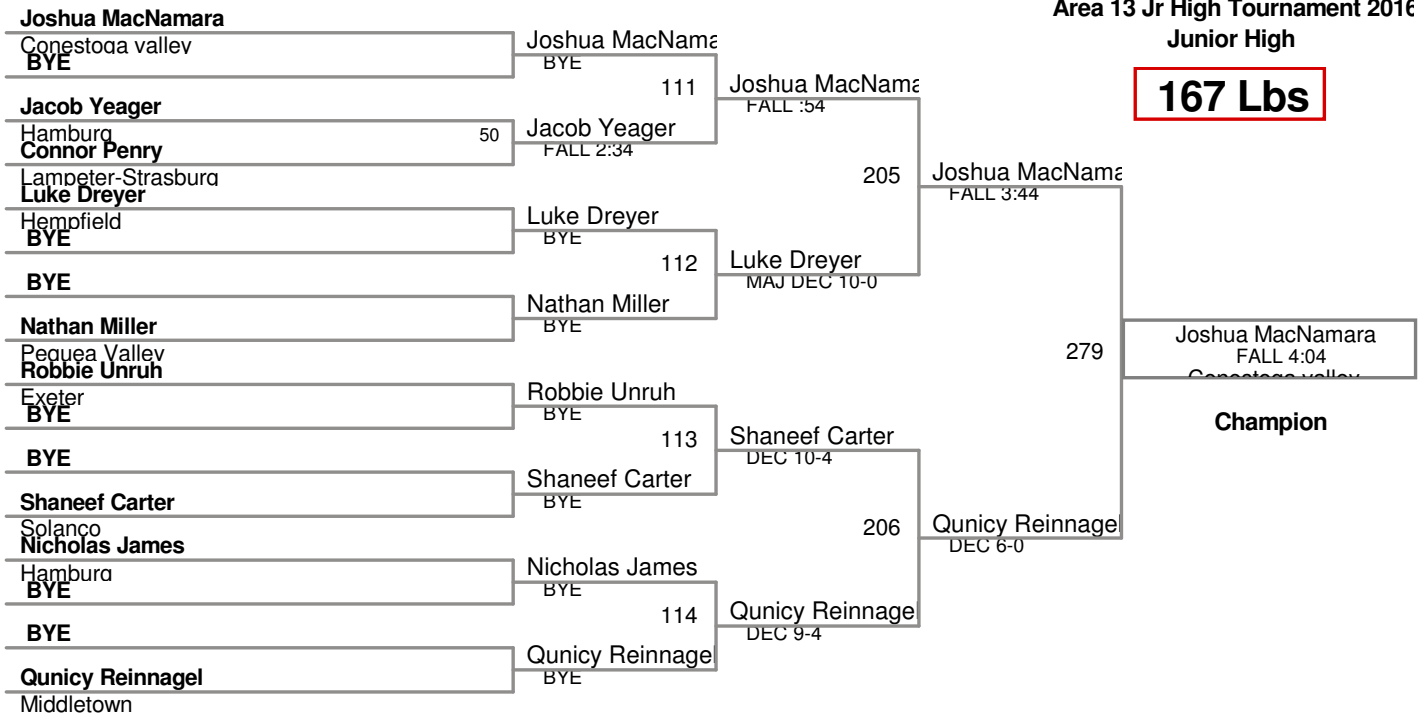 Area 13 Jr High Tournament 2016
Junior High
167 Lbs
Joshua MacNamara
Conestoga valley
BYE
Jacob Yeager
Hamburg
Connor Penry
Lampeter-Strasburg
Luke Dreyer
Hempfield
BYE
BYE
Nathan Miller
Pequea Valley
Robbie Unruh
Exeter
BYE
BYE
Shaneef Carter
Solanco
Nicholas James
Hamburg
BYE
BYE
Qunicy Reinnagel
Middletown
50
Joshua MacNama
BYE
Jacob Yeager
FALL 2:34
Luke Dreyer
BYE
Nathan Miller
BYE
Robbie Unruh
BYE
Shaneef Carter
BYE
Nicholas James
BYE
Qunicy Reinnagel
BYE
111
112
113
114
Joshua MacNama
FALL :54
Luke Dreyer
MAJ DEC 10-0
Shaneef Carter
DEC 10-4
Qunicy Reinnagel
DEC 9-4
205
206
Joshua MacNama
FALL 3:44
Qunicy Reinnagel
DEC 6-0
279
Joshua MacNamara
FALL 4:04
Conestoga valley
Champion